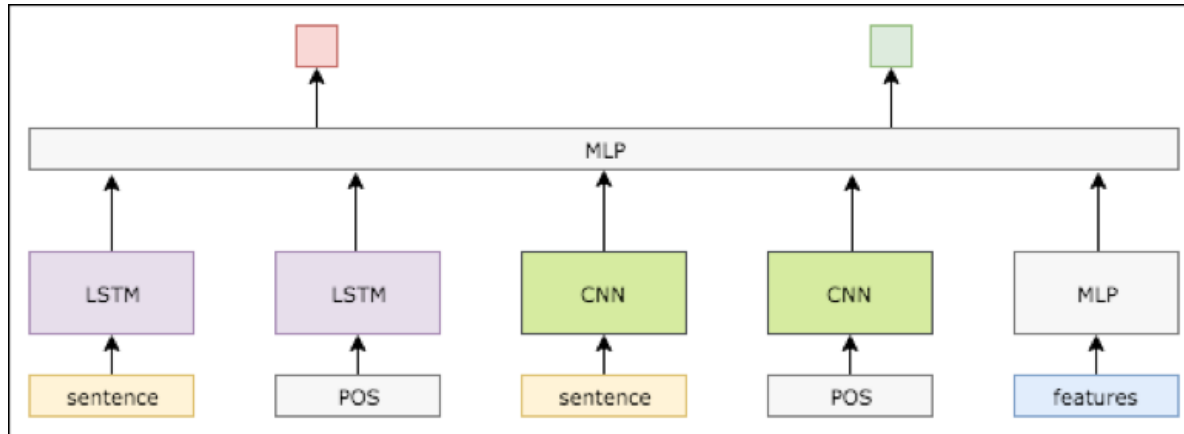 MLP
LSTM
LSTM
CNN
CNN
MLP
sentence
POS
sentence
POS
features